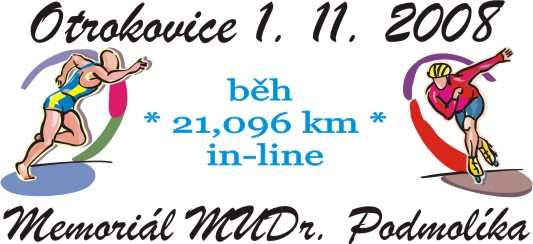 Otrokovice 1. 11. 2008
běh
* 21,096 km *
in-line
Memoriál MUDr. Podmolíka